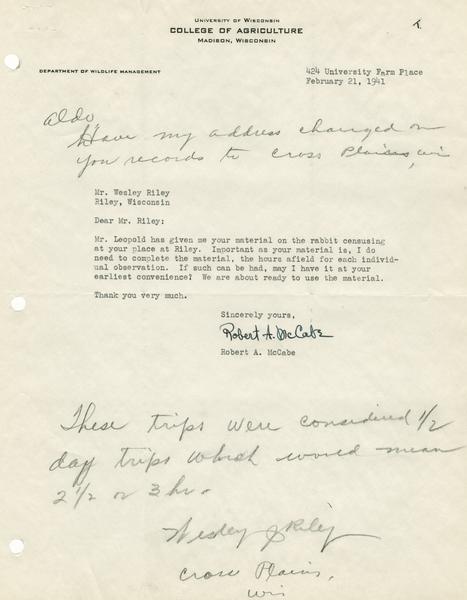 University of Wisconsin
COLLEGE OF AGRICULTURE
Madison, Wisconsin
DEPARTMENT OF WILDLIFE MANAGEMENT
424 University Farm Place
February 21, 1941
Aldo,
Have my address changed on
you records to Cross Plains, Wis
Mr. Wesley Riley
Riley, Wisconsin
Dear Mr. Riley:
Mr. Leopold has given me your material on the rabbit censusing
at your place at Riley. Important as your material is, I do
need to complete the material, the hours afield for each individ-
ual observation. If such can be had, may I have it at your
earliest convenience? We are about ready to use the material.
Thank you very much.
Sincerely yours,
Robert A. McCabe
Robert A. McCabe
These trips were considered 1/2
day trips which would mean
2 1/2 or 3 hr.
Wesley J Riley
Cross Plains,
Wis